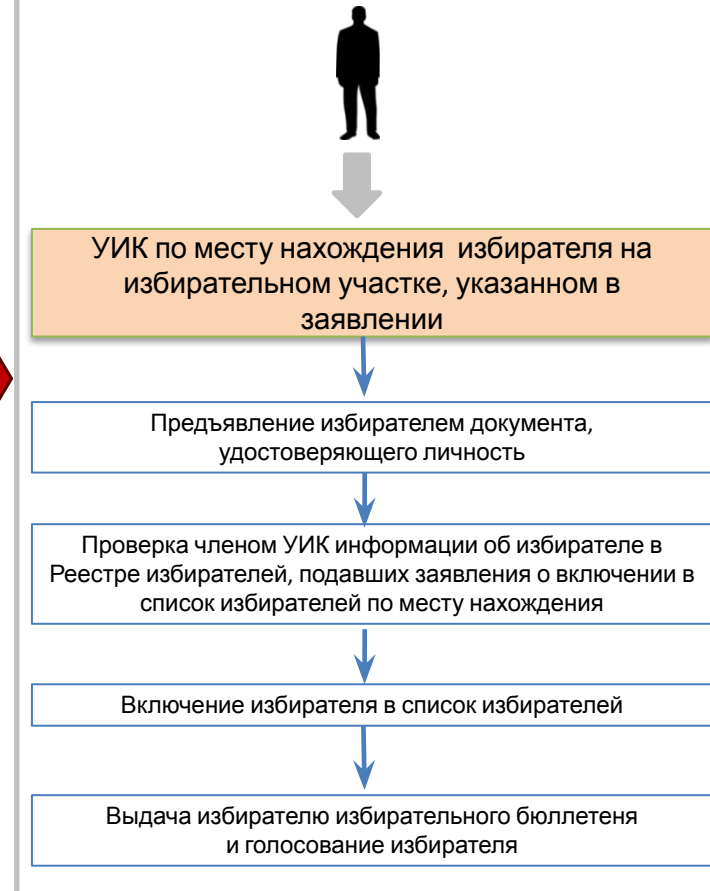 УИК по месту нахождения избирателя на
избирательном участке, указанном в
заявлении
Предъявление избирателем документа,
удостоверяющего личность
Проверка членом УИК информации об избирателе в
Реестре избирателей, подавших заявления о включении в
список избирателей по месту нахождения
Включение избирателя в список избирателей
Выдача избирателю избирательного бюллетеня
и голосование избирателя